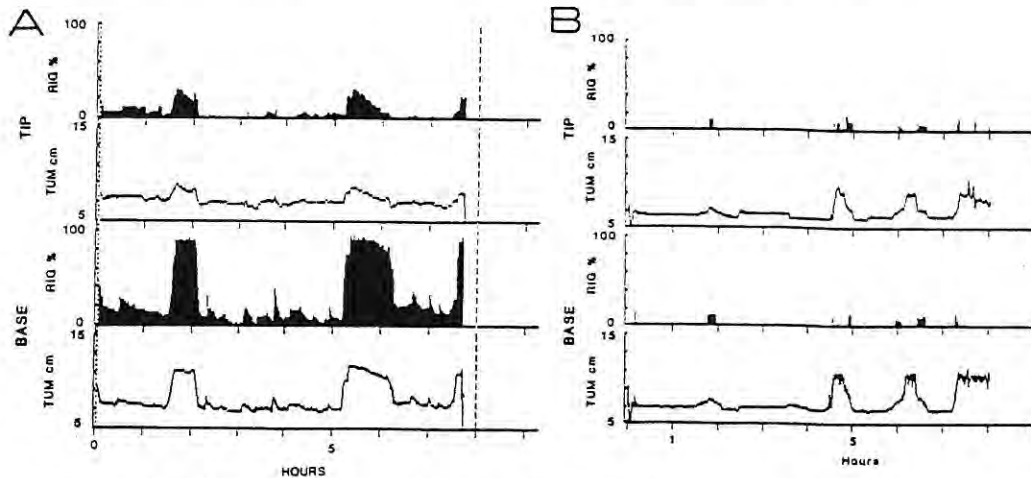 A
TIP
RIG %
100
0
TUM cm
15
5
BASE
RIG %
100
0
TUM cm
15
5
0
5
HOURS
B
TIP
RIG %
100
0
TUM cm
15
5
BASE
RIG %
100
0
TUM cm
15
5
1
5
Hours